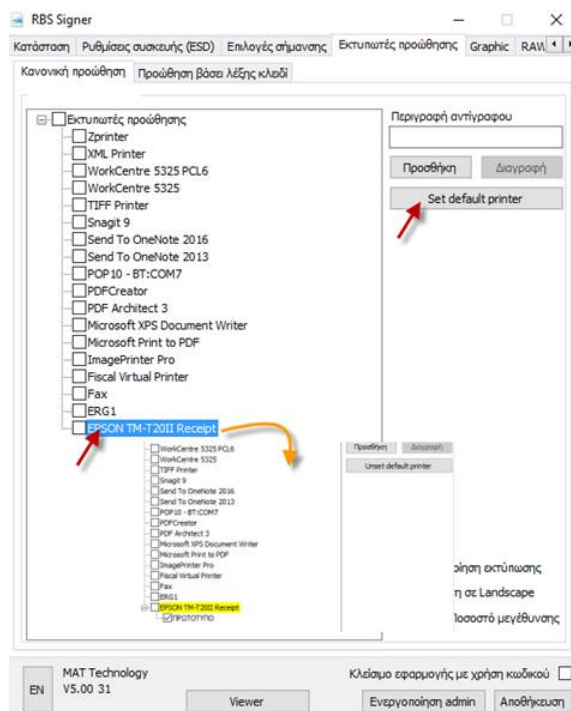 RBS Signer
Κατάσταση Ρυθμίσεις συσκευής (ESD) Επιλογές σήμανσης Εκτυπωτές προώθησης Graphic RAW
Κανονική προώθηση Προώθηση βάσει λέξης κλειδί
Εκτυπωτές προώθησης
Zprinter
XML Printer
WorkCentre 5325 PCL6
WorkCentre 5325
TIFF Printer
Snagit 9
Send To OneNote 2016
Send To OneNote 2013
POP10 - BT:COM7
PDFCreator
PDF Architect 3
Microsoft XPS Document Writer
Microsoft Print to PDF
ImagePrinter Pro
Fiscal Virtual Printer
Fax
ERG1
EPSON TM-T20II Receipt
Περιγραφή αντίγραφου
Προσθήκη Διαγραφή
Set default printer
WorkCentre 5325 PCL6
WorkCentre 5325
TIFF Printer
Snagit 9
Send To OneNote 2016
Send To OneNote 2013
POP10 - BT:COM7
PDFCreator
PDF Architect 3
Microsoft XPS Document Writer
Microsoft Print to PDF
ImagePrinter Pro
Fiscal Virtual Printer
Fax
ERG1
EPSON TM-T20II Receipt
ΠΡΩΤΟΤΥΠΟ
Προσθήκη Διαγραφή
Unset default printer
οίηση εκτύπωσης
η σε Landscape
Ποσοστό μεγέθυνσης
EN
MAT Technology
V5.00 31
Viewer
Κλείσιμο εφαρμογής με χρήση κωδικού
Ενεργοποίηση admin Αποθήκευση